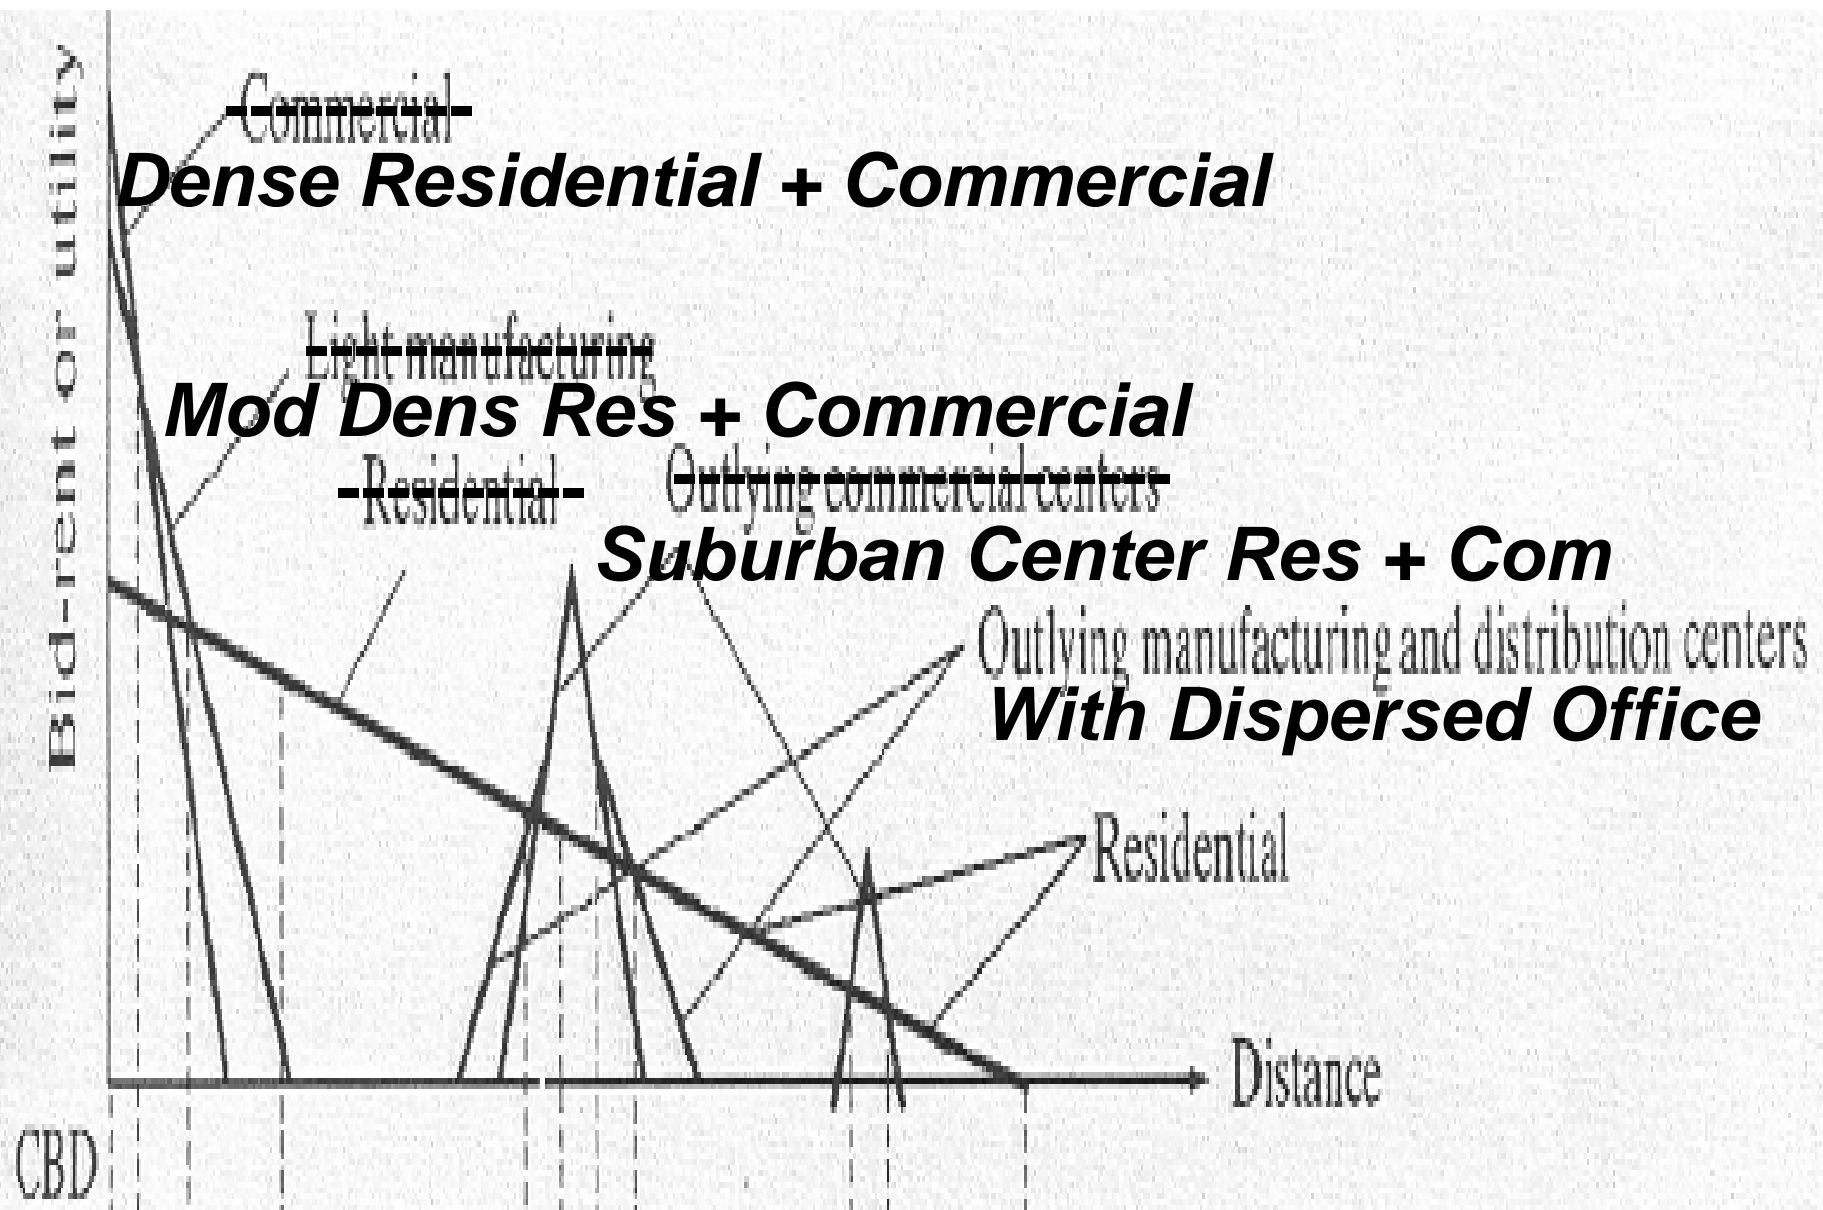 Bid-rent or utility
Commercial
Dense Residential + Commercial
Light manufacturing
Mod Dens Res + Commercial
Residential
Outlying commercial centers
Suburban Center Res + Com
Outlying manufacturing and distribution centers
With Dispersed Office
Residential
Distance
CBD